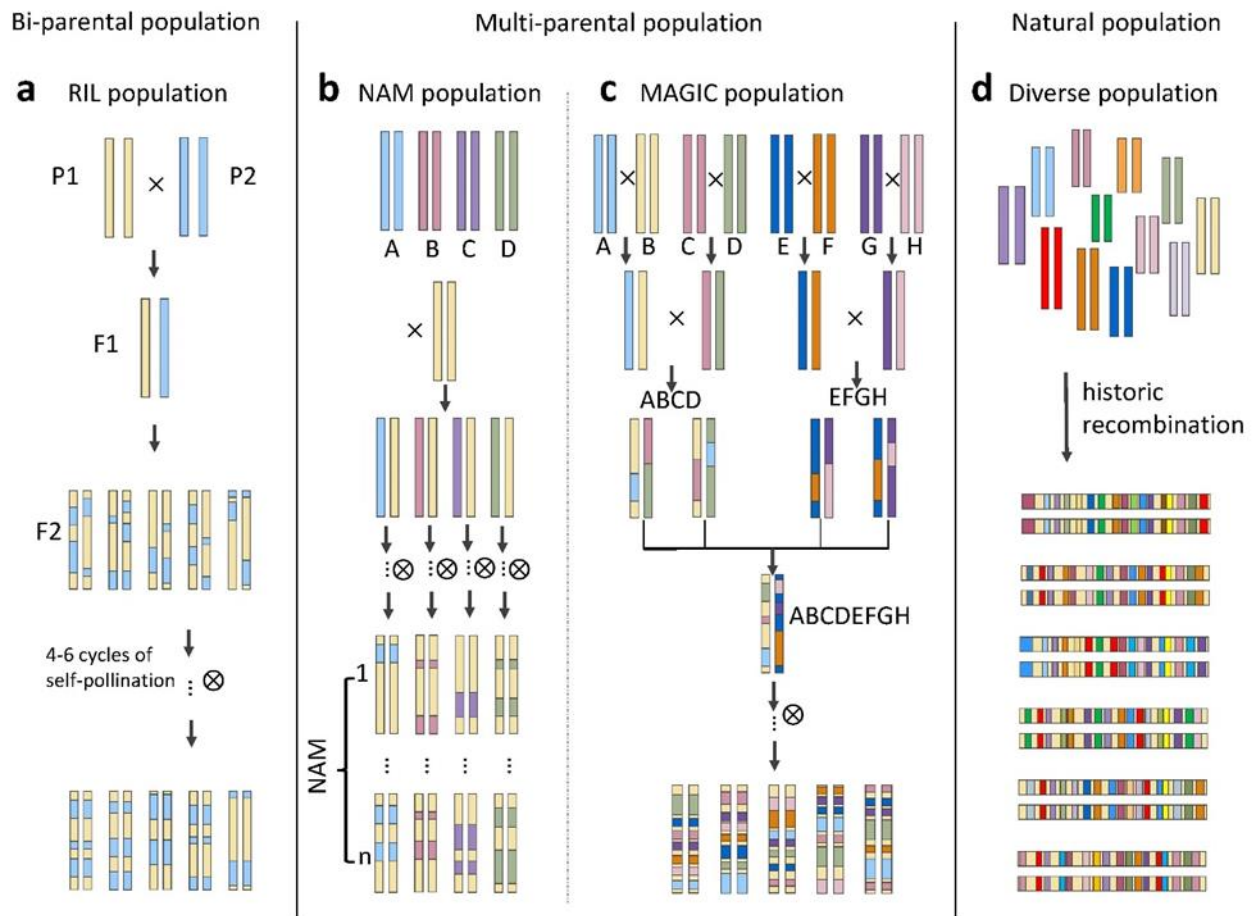 Bi-parental population
Multi-parental population
Natural population
a RIL population
P1 × P2
F1
F2
4-6 cycles of
self-pollination
b NAM population
A B C D
×
1
NAM
n
c MAGIC population
× × × ×
A B C D E F G H
× ×
ABCD EFGH
ABCDEFGH
d Diverse population
historic
recombination